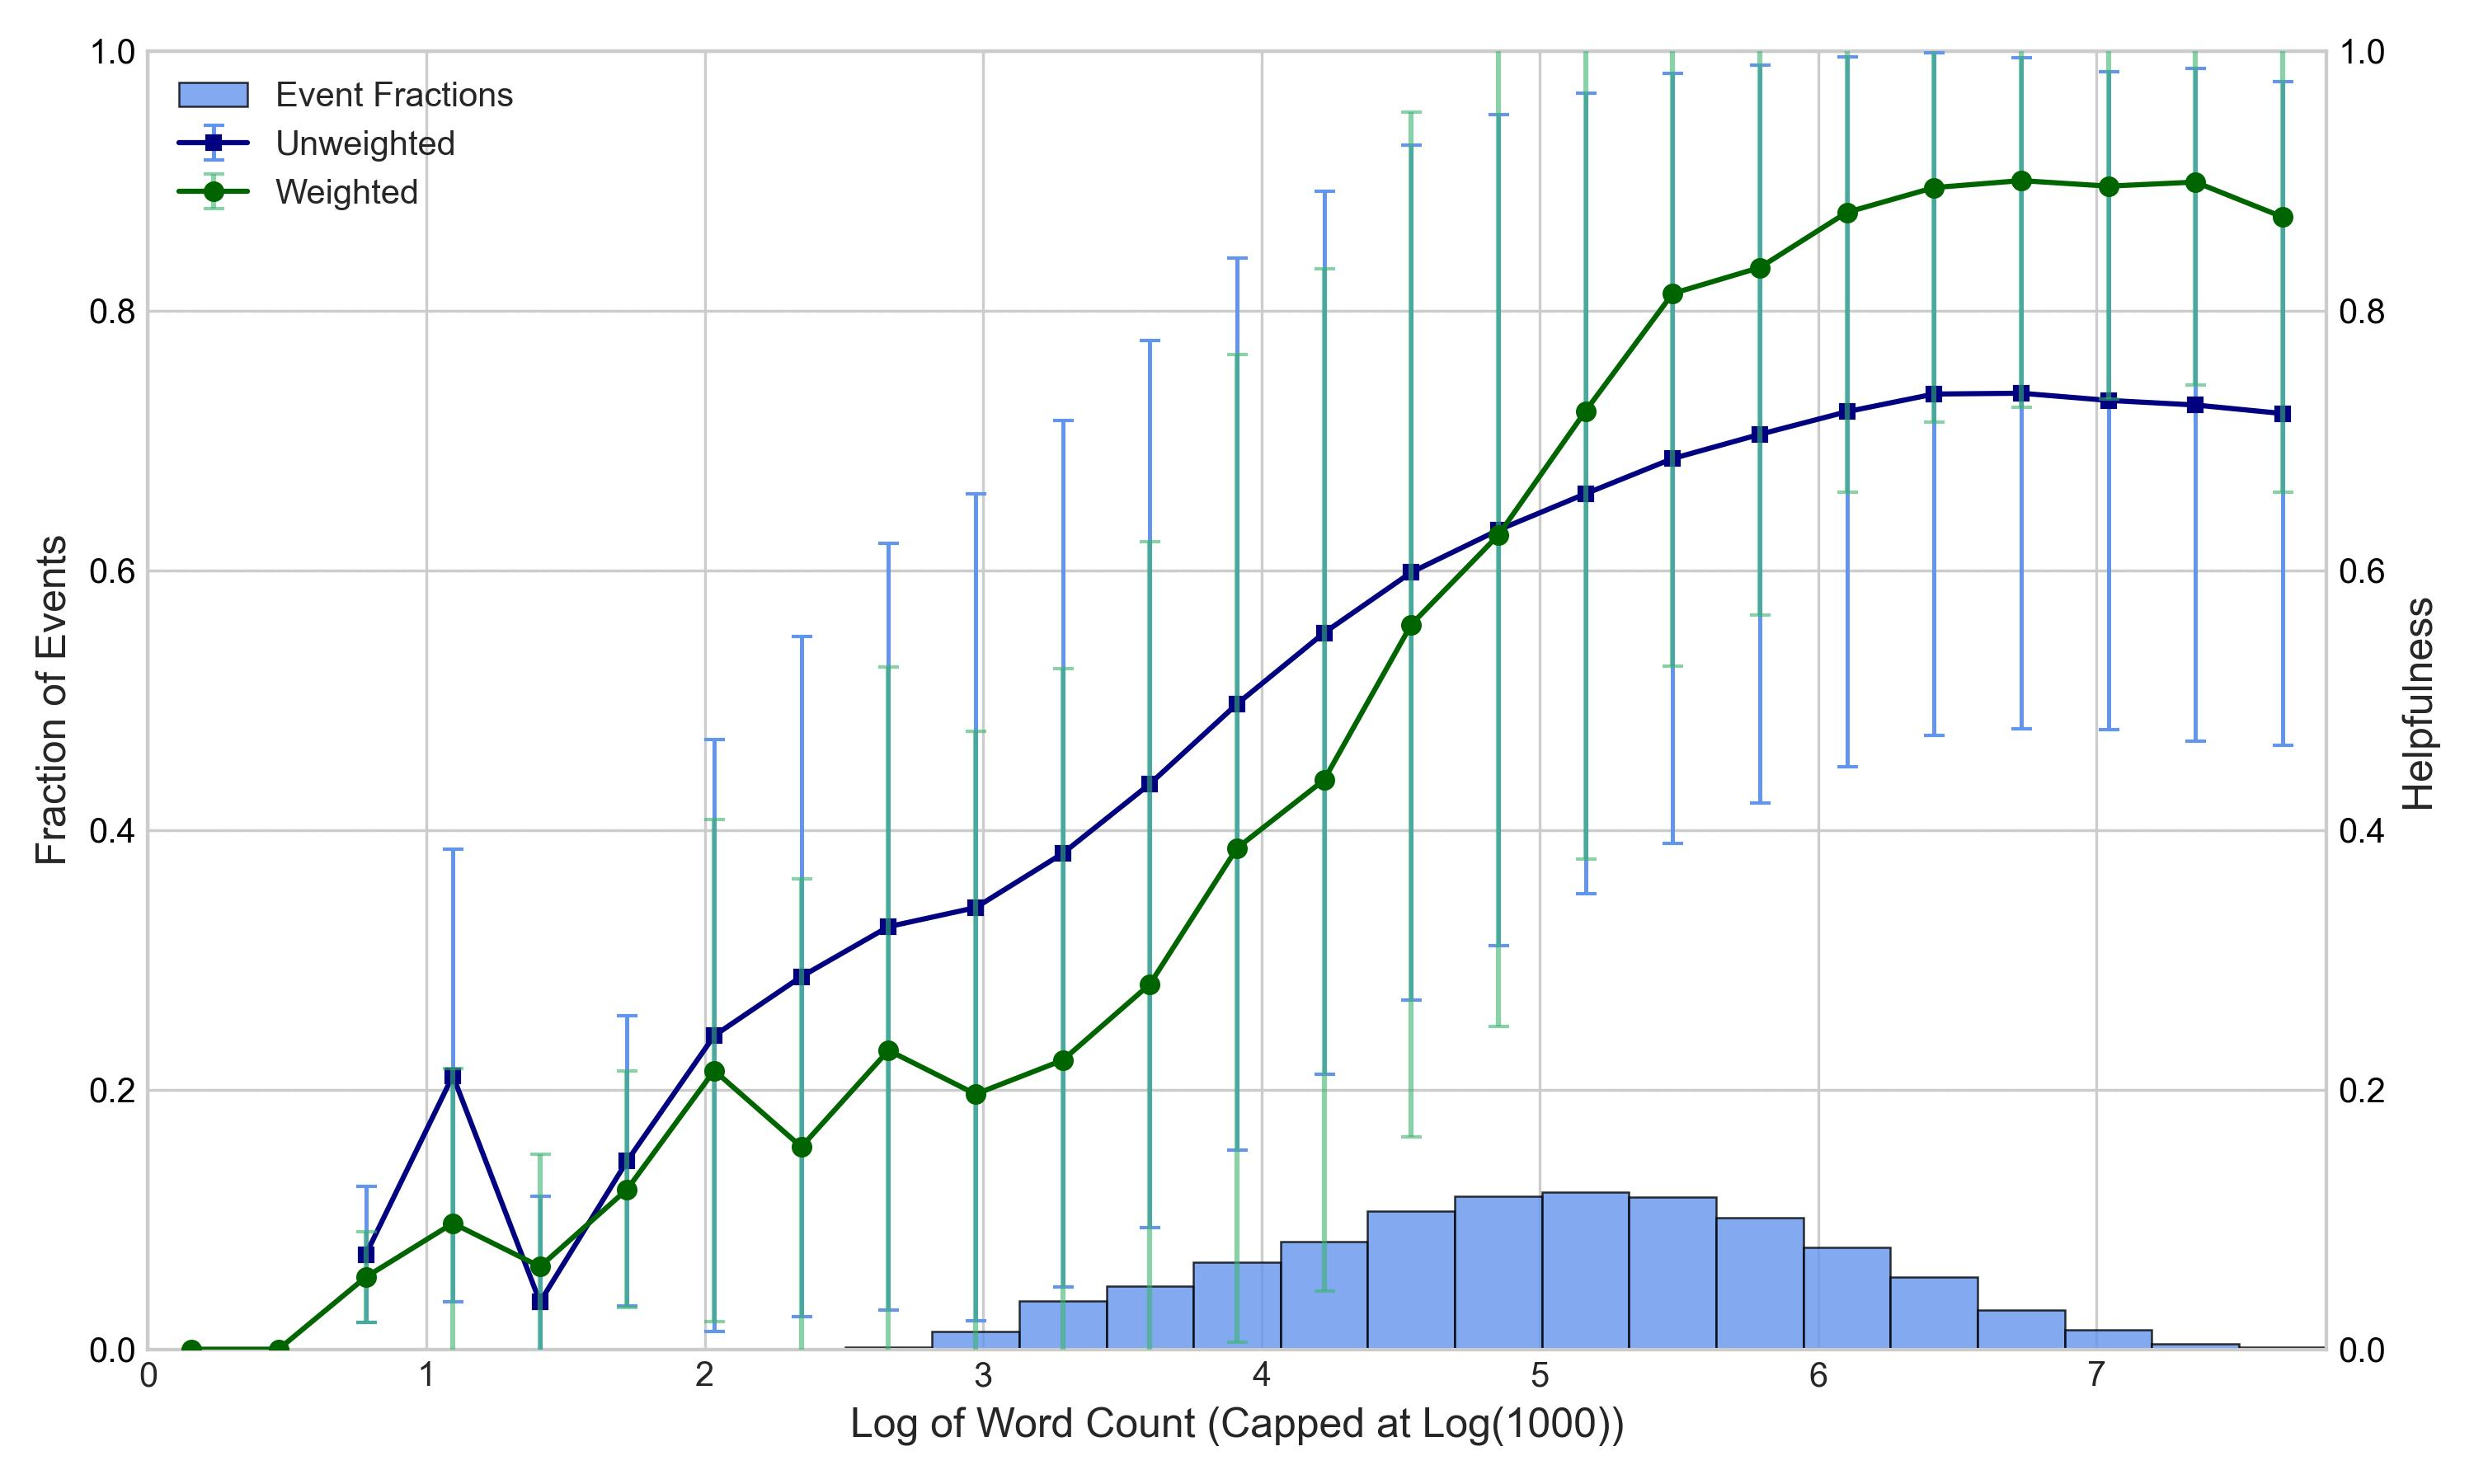 Event Fractions
Unweighted
Weighted
1.0
0.8
0.6
0.4
0.2
0.0
Fraction of Events
1.0
0.8
0.6
0.4
0.2
0.0
Helpfulness
0 1 2 3 4 5 6 7
Log of Word Count (Capped at Log(1000))